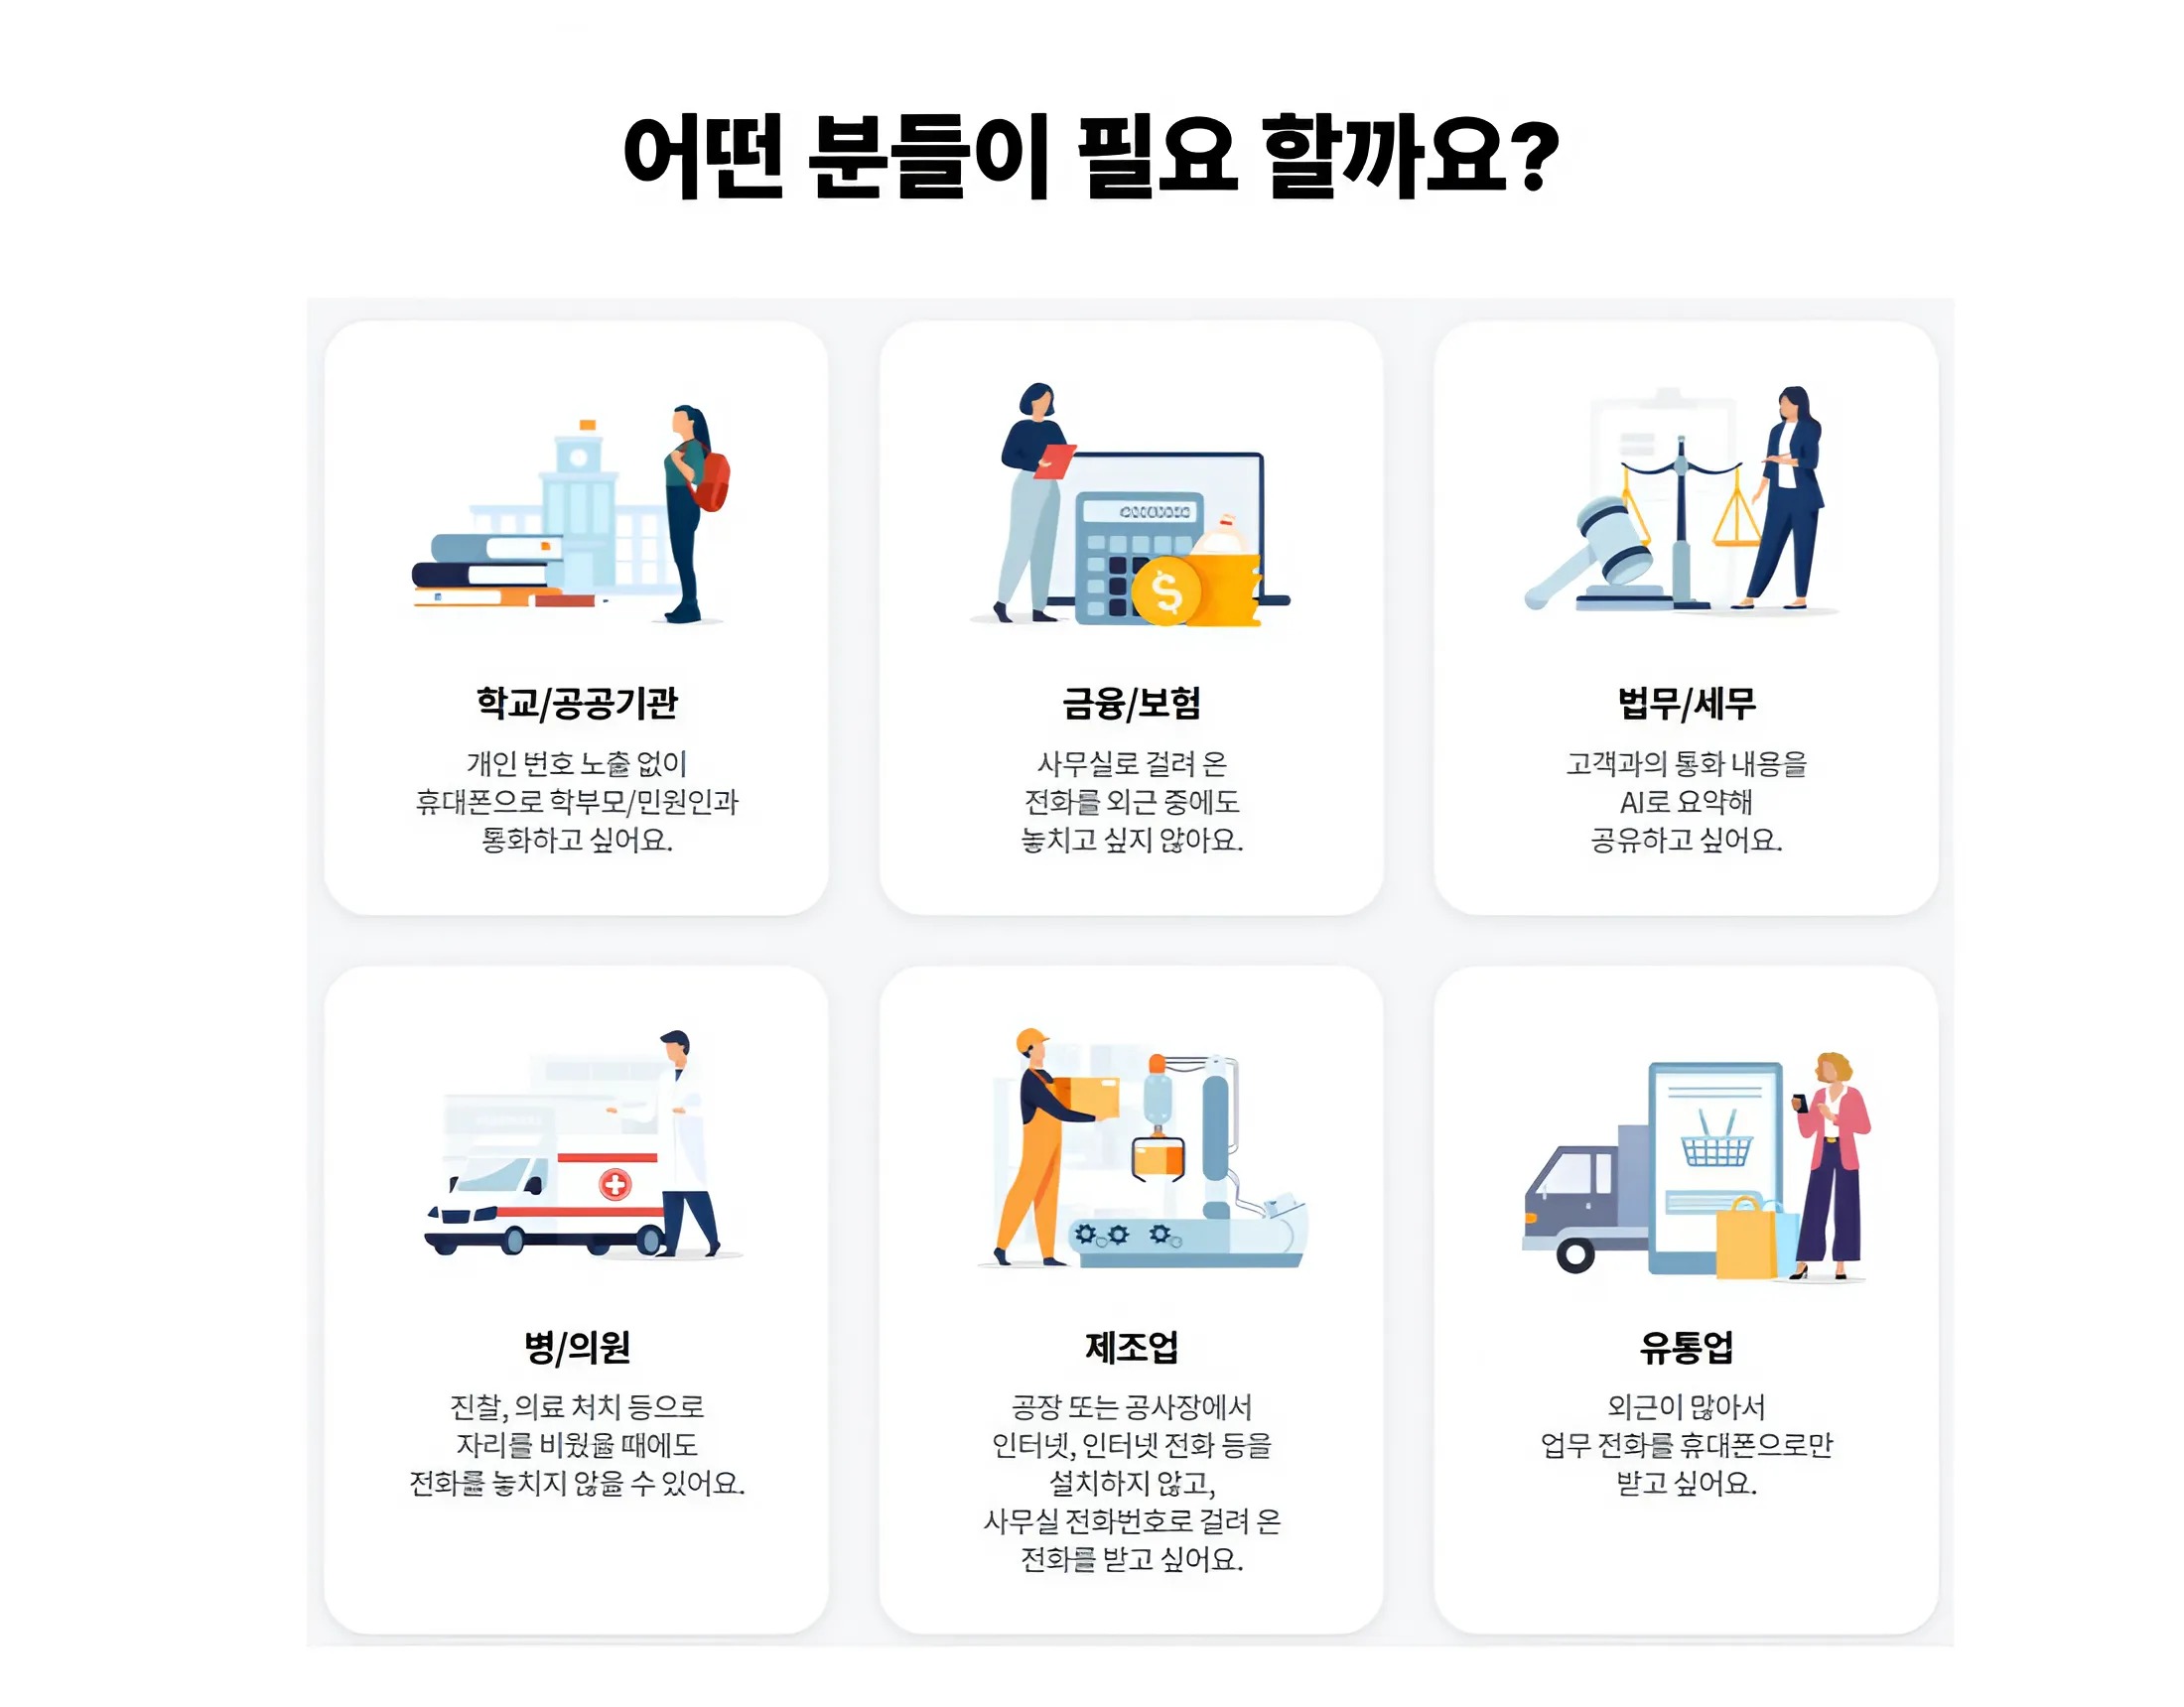 어떤 분들이 필요 할까요?
학교/공공기관
개인 번호 노출 없이
휴대폰으로 학부모/민원인과
통화하고 싶어요.
금융/보험
사무실로 걸려 온
전화를 외근 중에도
놓치고 싶지 않아요.
법무/세무
고객과의 통화 내용을
AI로 요약해
공유하고 싶어요.
병/의원
진찰, 의료 처치 등으로
자리를 비웠을 때에도
전화를 놓치지 않을 수 있어요.
제조업
공장 또는 공사장에서
인터넷, 인터넷 전화 등을
설치하지 않고,
사무실 전화번호로 걸려 온
전화를 받고 싶어요.
유통업
외근이 많아서
업무 전화를 휴대폰으로만
받고 싶어요.